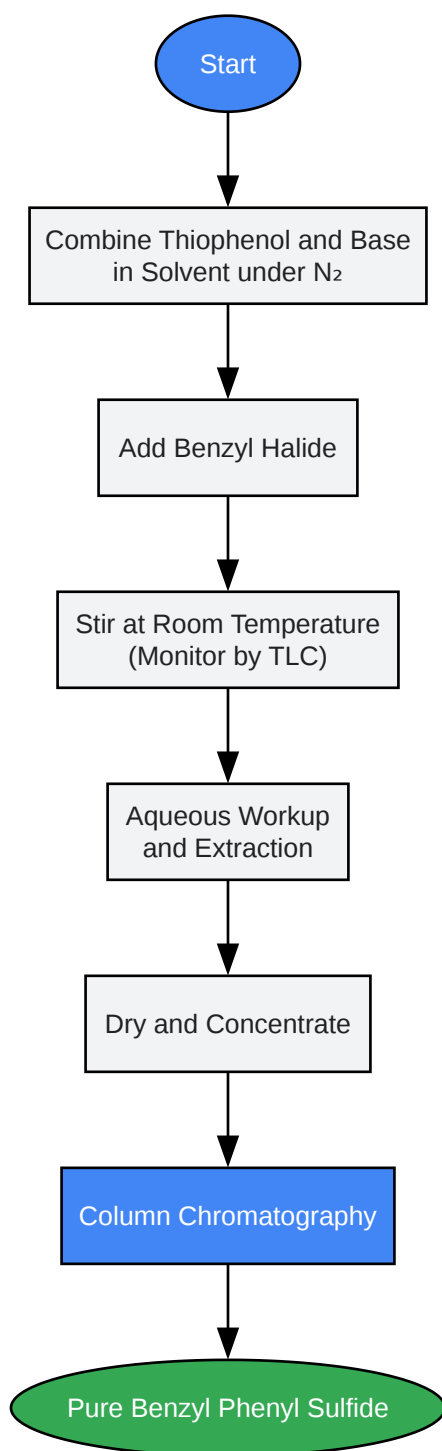 Start
Combine Thiophenol and Base
in Solvent under N₂
Add Benzyl Halide
Stir at Room Temperature
(Monitor by TLC)
Aqueous Workup
and Extraction
Dry and Concentrate
Column Chromatography
Pure Benzyl Phenyl Sulfide